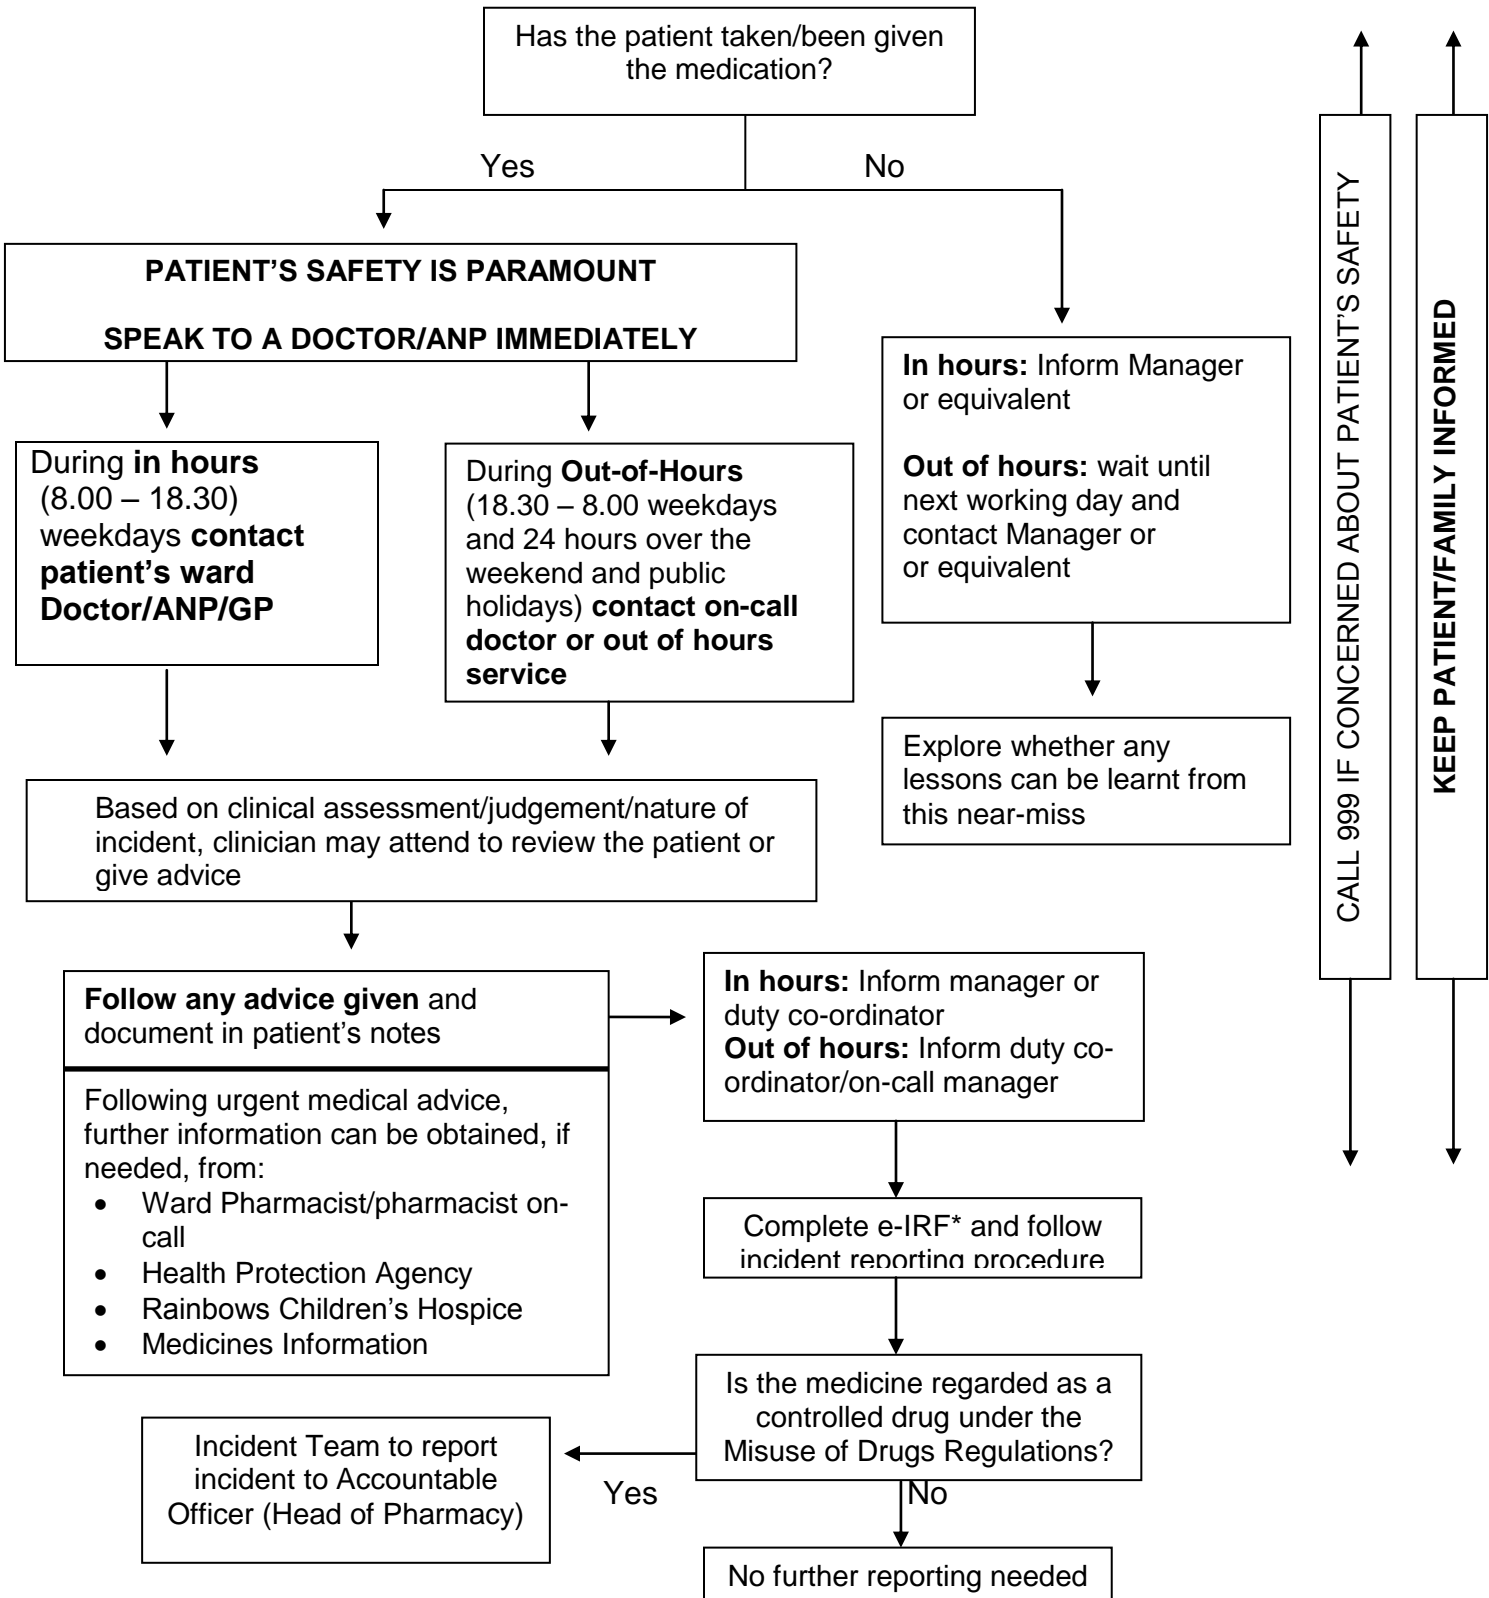 Has the patient taken/been given
the medication?
Yes
No
PATIENT'S SAFETY IS PARAMOUNT
SPEAK TO A DOCTOR/ANP IMMEDIATELY
During in hours
(8.00 – 18.30)
weekdays contact
patient's ward
Doctor/ANP/GP
During Out-of-Hours
(18.30 – 8.00 weekdays
and 24 hours over the
weekend and public
holidays) contact on-call
doctor or out of hours
service
In hours: Inform Manager
or equivalent
Out of hours: wait until
next working day and
contact Manager or
or equivalent
Explore whether any
lessons can be learnt from
this near-miss
Based on clinical assessment/judgement/nature of
incident, clinician may attend to review the patient or
give advice
Follow any advice given and
document in patient's notes
Following urgent medical advice,
further information can be obtained, if
needed, from:
• Ward Pharmacist/pharmacist on-
call
• Health Protection Agency
• Rainbows Children's Hospice
• Medicines Information
In hours: Inform manager or
duty co-ordinator
Out of hours: Inform duty co-
ordinator/on-call manager
Complete e-IRF* and follow
incident reporting procedure
Is the medicine regarded as a
controlled drug under the
Misuse of Drugs Regulations?
Yes
No
Incident Team to report
incident to Accountable
Officer (Head of Pharmacy)
No further reporting needed
CALL 999 IF CONCERNED ABOUT PATIENT'S SAFETY
KEEP PATIENT/FAMILY INFORMED